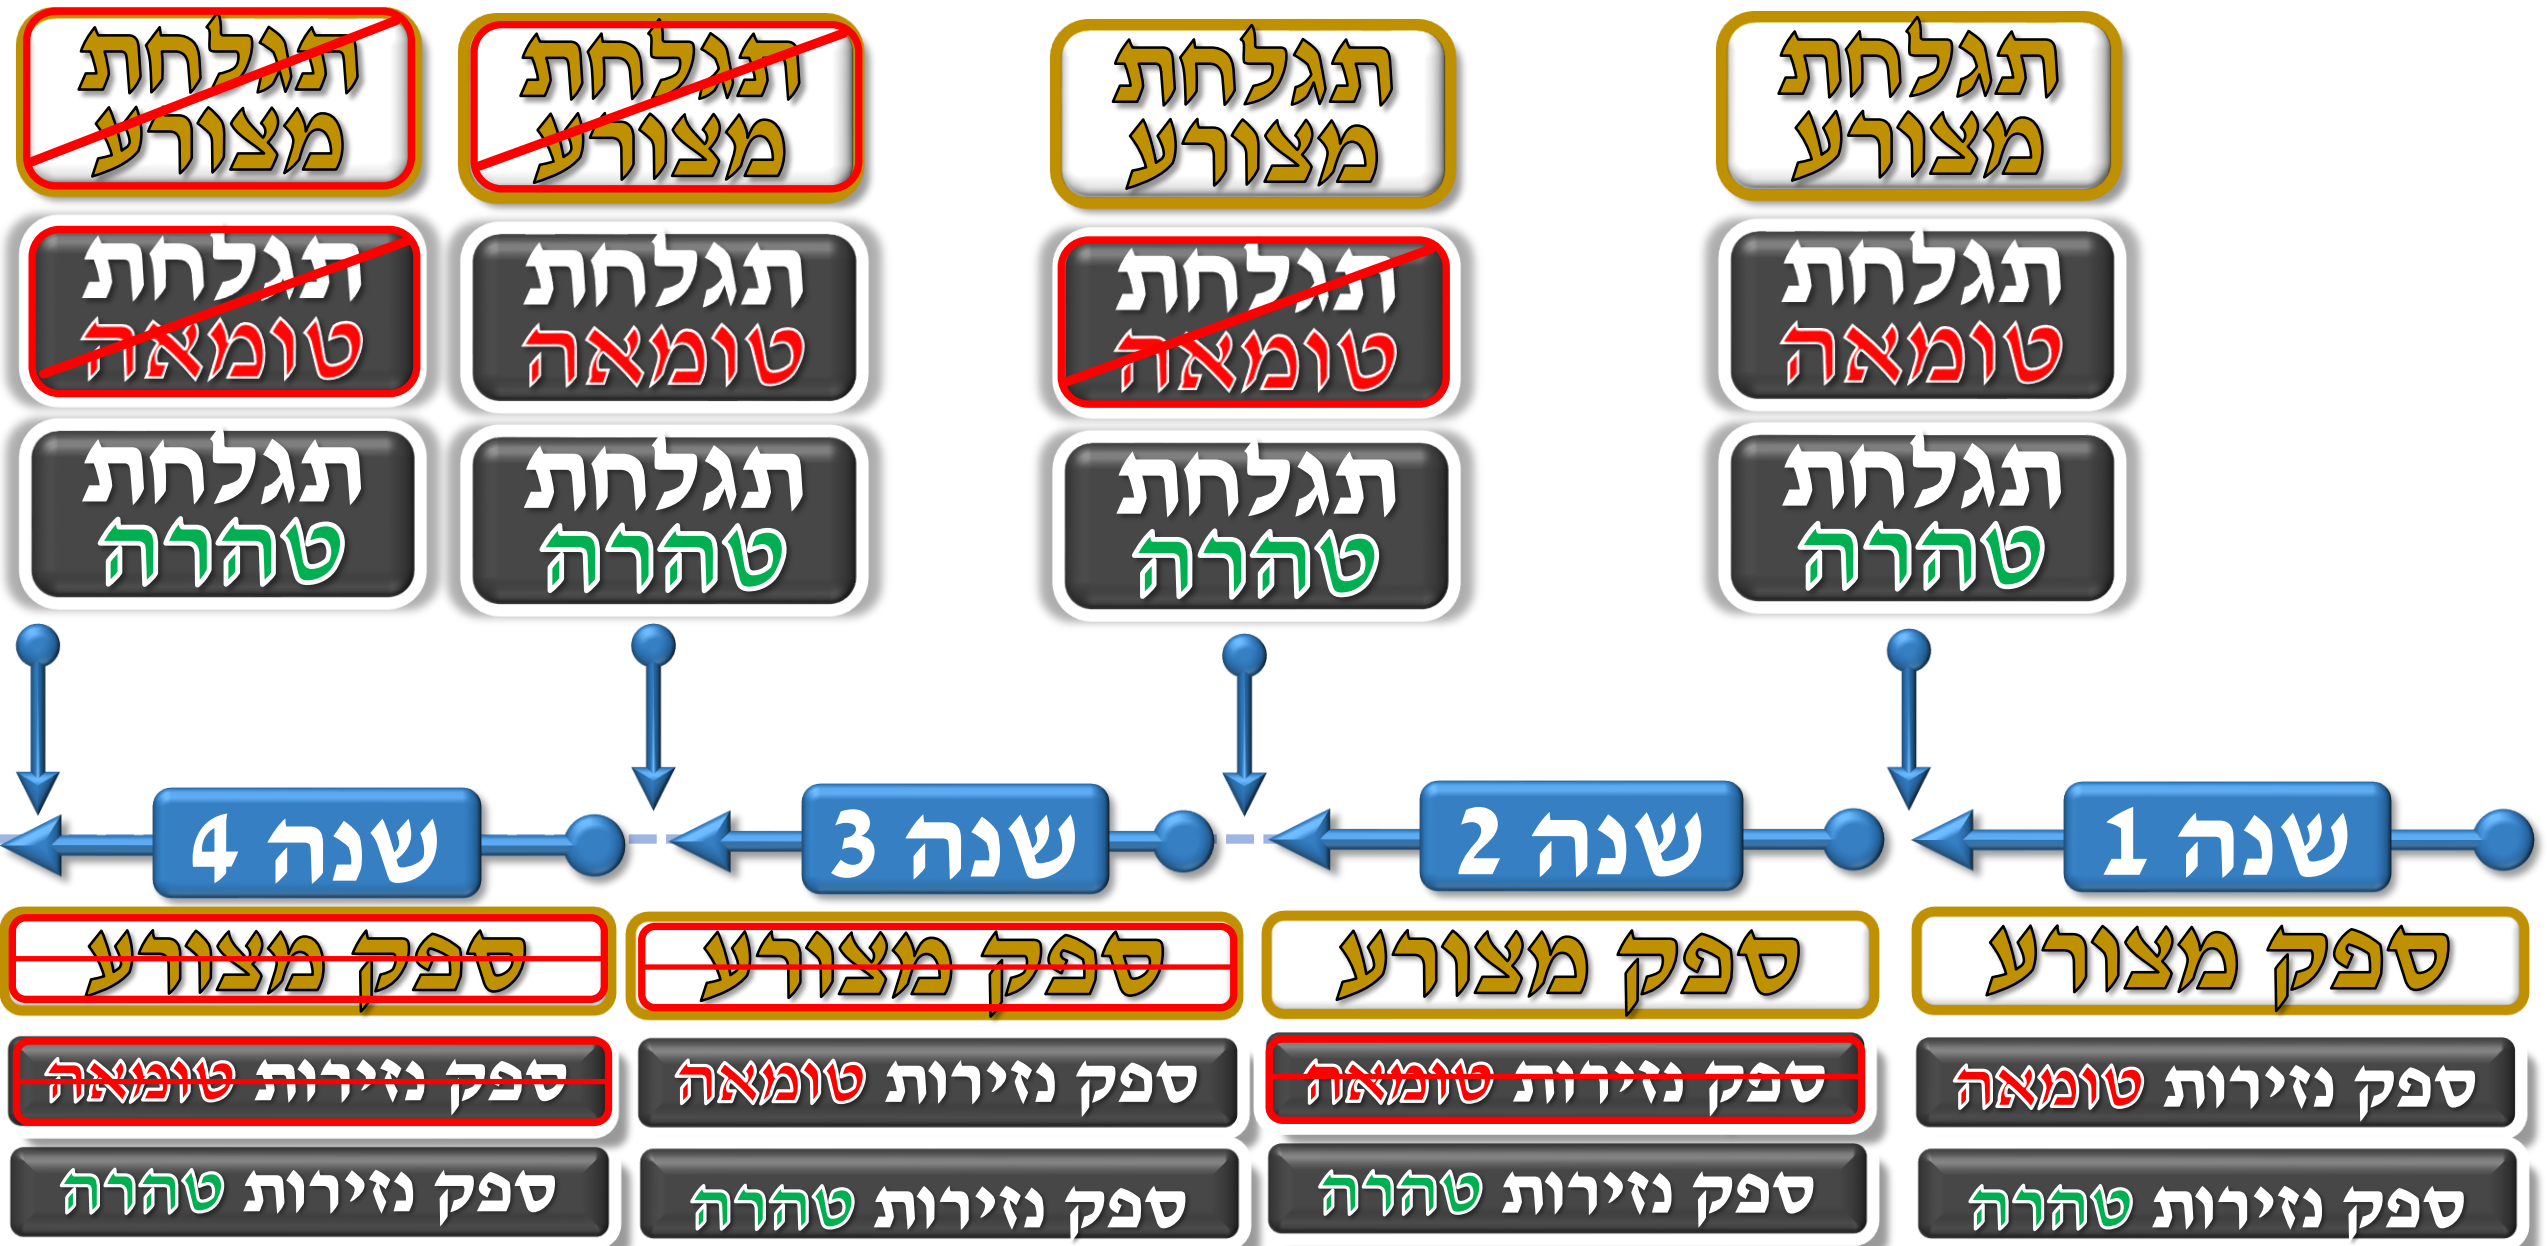 תגלחת
מצורע
תגלחת
טומאה
תגלחת
טהרה
תגלחת
מצורע
תגלחת
טומאה
תגלחת
טהרה
תגלחת
מצורע
תגלחת
טומאה
תגלחת
טהרה
תגלחת
מצורע
תגלחת
טומאה
תגלחת
טהרה
שנה 1
שנה 2
שנה 3
שנה 4
ספק מצורע
ספק נזירות טומאה
ספק נזירות טהרה
ספק מצורע
ספק נזירות טומאה
ספק נזירות טהרה
ספק מצורע
ספק נזירות טומאה
ספק נזירות טהרה
ספק מצורע
ספק נזירות טומאה
ספק נזירות טהרה